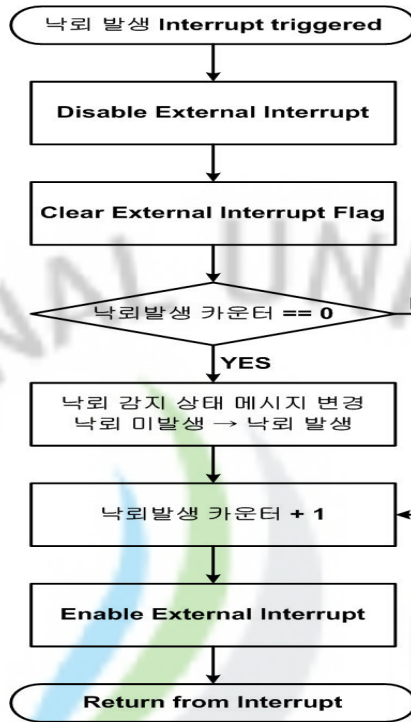 낙뢰 발생 Interrupt triggered
Disable External Interrupt
Clear External Interrupt Flag
낙뢰발생 카운터 == 0
YES
낙뢰 감지 상태 메시지 변경
낙뢰 미발생 → 낙뢰 발생
낙뢰발생 카운터 + 1
Enable External Interrupt
Return from Interrupt